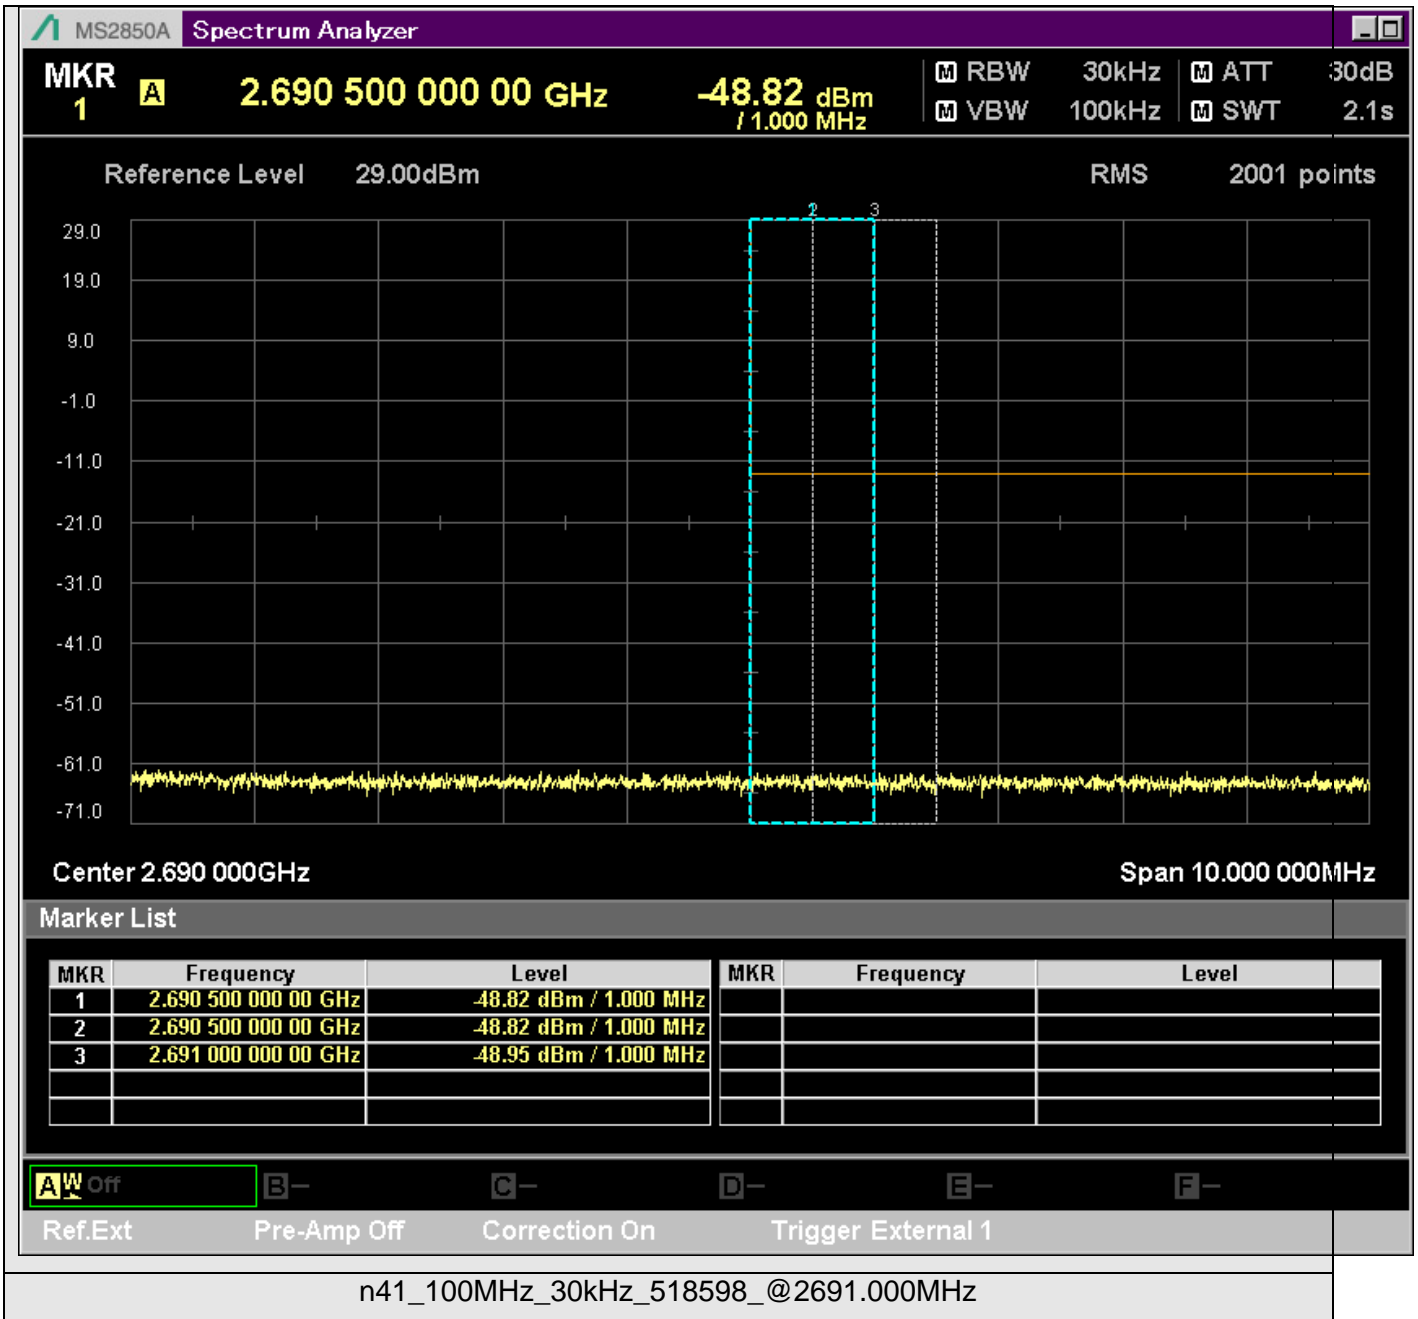 MS2850A Spectrum Analyzer
MKR 1 A 2.690 500 000 00 GHz -48.82 dBm / 1.000 MHz
M RBW 30kHz M ATT 30dB
M VBW 100kHz M SWT 2.1s
Reference Level 29.00dBm RMS 2001 points
2 3
29.0
19.0
9.0
-1.0
-11.0
-21.0
-31.0
-41.0
-51.0
-61.0
-71.0
Center 2.690 000GHz Span 10.000 000MHz
Marker List
MKR Frequency Level MKR Frequency Level
1 2.690 500 000 00 GHz -48.82 dBm / 1.000 MHz
2 2.690 500 000 00 GHz -48.82 dBm / 1.000 MHz
3 2.691 000 000 00 GHz -48.95 dBm / 1.000 MHz
A W Off B C D E F
Ref.Ext Pre-Amp Off Correction On Trigger External 1
n41_100MHz_30kHz_518598_@2691.000MHz